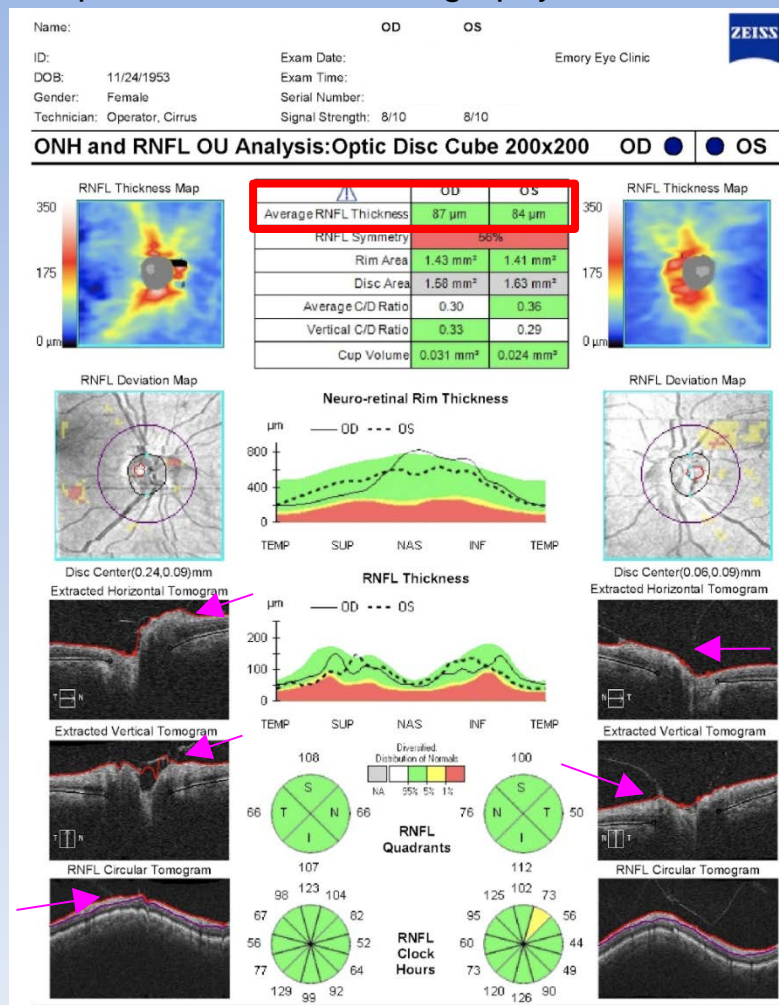 Name: OD OS
ZEISS
ID: Exam Date: Emory Eye Clinic
DOB: 11/24/1953 Exam Time:
Gender: Female Serial Number:
Technician: Operator, Cirrus Signal Strength: 8/10 8/10
ONH and RNFL OU Analysis:Optic Disc Cube 200x200 OD OS
RNFL Thickness Map
350
175
0 µm
OD OS
Average RNFL Thickness 87 µm 84 µm
RNFL Symmetry 56%
Rim Area 1.43 mm² 1.41 mm²
Disc Area 1.58 mm² 1.63 mm²
Average C/D Ratio 0.30 0.36
Vertical C/D Ratio 0.33 0.29
Cup Volume 0.031 mm³ 0.024 mm³
RNFL Thickness Map
350
175
0 µm
RNFL Deviation Map
Disc Center(0.24,0.09)mm
Neuro-retinal Rim Thickness
µm OD OS
800
400
0
TEMP SUP NAS INF TEMP
RNFL Deviation Map
Disc Center(0.06,0.09)mm
Extracted Horizontal Tomogram
T N
RNFL Thickness
µm OD OS
200
100
0
TEMP SUP NAS INF TEMP
Extracted Horizontal Tomogram
N T
Extracted Vertical Tomogram
T N
Diversified:
Distribution of Normals
NA 95% 5% 1%
108
S
66 T N 66
I
107
RNFL
Quadrants
100
S
76 N T 50
I
112
Extracted Vertical Tomogram
N T
RNFL Circular Tomogram
123
98 104
67 82
56 52
77 64
129 92
99
RNFL
Clock
Hours
102
125 73
95 56
60 44
73 49
120 90
126
RNFL Circular Tomogram